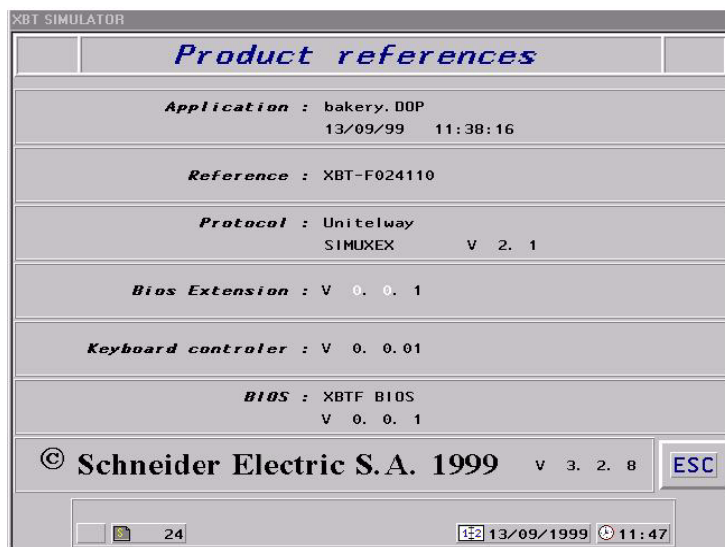 XBT SIMULATOR
Product references
Application : bakery.DOP
13/09/99 11:38:16
Reference : XBT-F024110
Protocol : Unitelway
SIMUXEX V 2. 1
Bios Extension : V 0. 0. 1
Keyboard controler : V 0. 0.01
BIOS : XBTF BIOS
V 0. 0. 1
© Schneider Electric S.A. 1999 V 3. 2. 8 ESC
24 13/09/1999 11:47